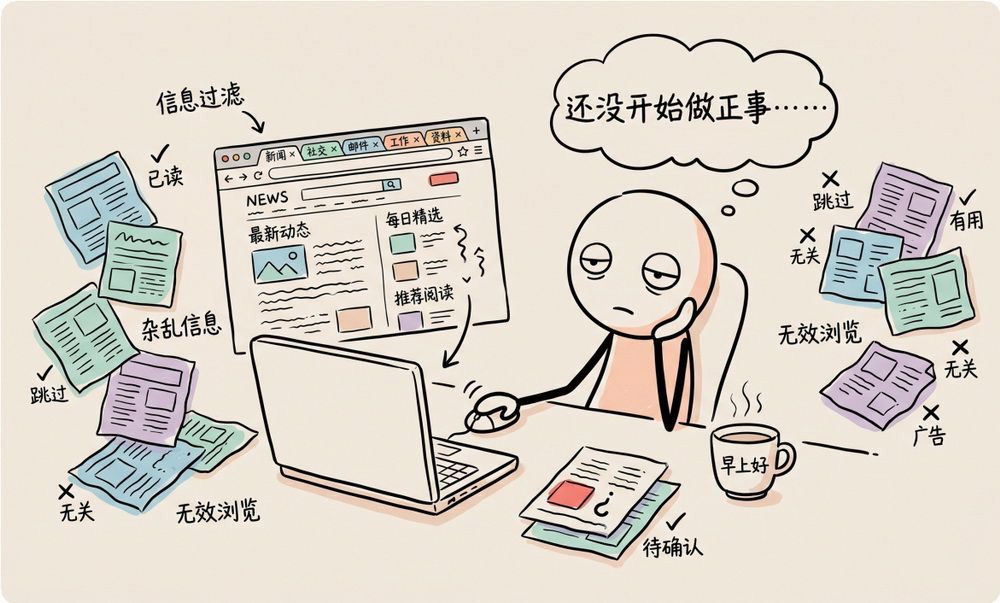 信息过滤
还没开始做正事……
新闻× 社交× 邮件× 工作× 资料× +
NEWS
最新动态
每日精选
推荐阅读
已读
杂乱信息
跳过
无关
无效浏览
跳过
有用
无关
无效浏览
无关
广告
早上好
?
待确认